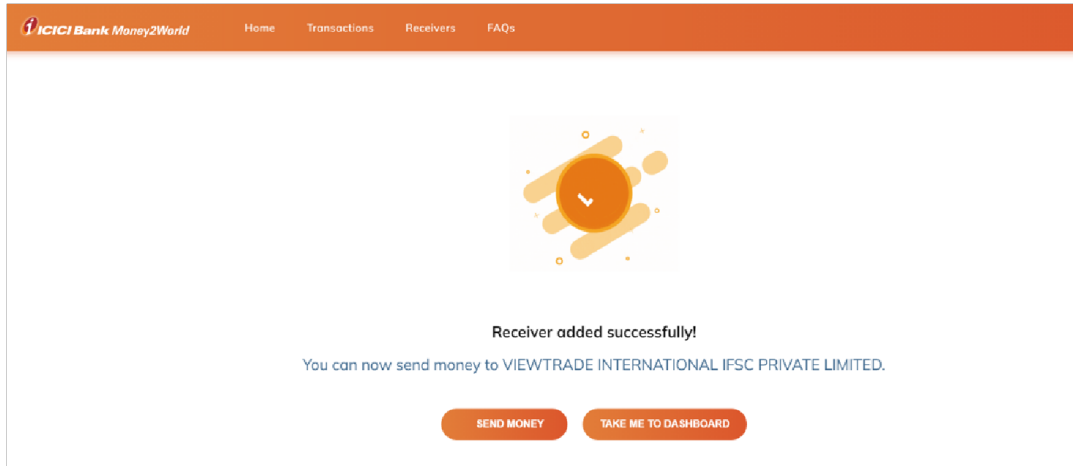 ICICI Bank Money2World
Home Transactions Receivers FAQs
Receiver added successfully!
You can now send money to VIEWTRADE INTERNATIONAL IFSC PRIVATE LIMITED.
SEND MONEY TAKE ME TO DASHBOARD